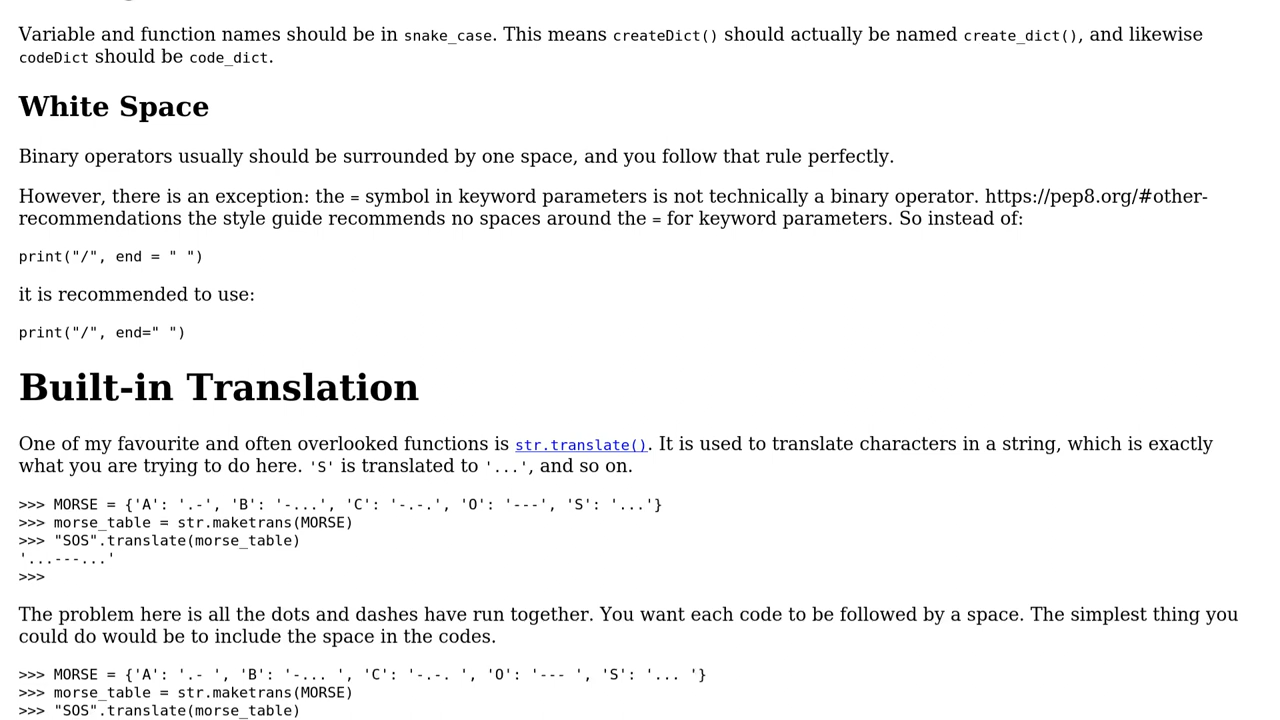 Variable and function names should be in snake_case. This means createDict() should actually be named create_dict(), and likewise
codeDict should be code_dict.
White Space
Binary operators usually should be surrounded by one space, and you follow that rule perfectly.
However, there is an exception: the = symbol in keyword parameters is not technically a binary operator. https://pep8.org/#other-
recommendations the style guide recommends no spaces around the = for keyword parameters. So instead of:
print("/", end = " ")
it is recommended to use:
print("/", end=" ")
Built-in Translation
One of my favourite and often overlooked functions is str.translate(). It is used to translate characters in a string, which is exactly
what you are trying to do here. 'S' is translated to '...', and so on.
>>> MORSE = {'A': '.-', 'B': '-...', 'C': '-.-.', 'O': '---', 'S': '...'}
>>> morse_table = str.maketrans(MORSE)
>>> "SOS".translate(morse_table)
'...---...'
>>>
The problem here is all the dots and dashes have run together. You want each code to be followed by a space. The simplest thing you
could do would be to include the space in the codes.
>>> MORSE = {'A': '.- ', 'B': '-... ', 'C': '-.-. ', 'O': '--- ', 'S': '... '}
>>> morse_table = str.maketrans(MORSE)
>>> "SOS".translate(morse_table)